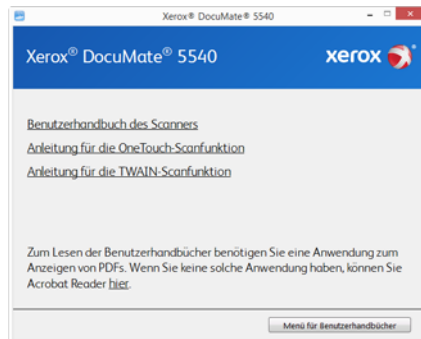 Xerox® DocuMate® 5540
Xerox® DocuMate® 5540
xerox
Benutzerhandbuch des Scanners
Anleitung für die OneTouch-Scanfunktion
Anleitung für die TWAIN-Scanfunktion
Zum Lesen der Benutzerhandbücher benötigen Sie eine Anwendung zum
Anzeigen von PDFs. Wenn Sie keine solche Anwendung haben, können Sie
Acrobat Reader hier.
Menü für Benutzerhandbücher